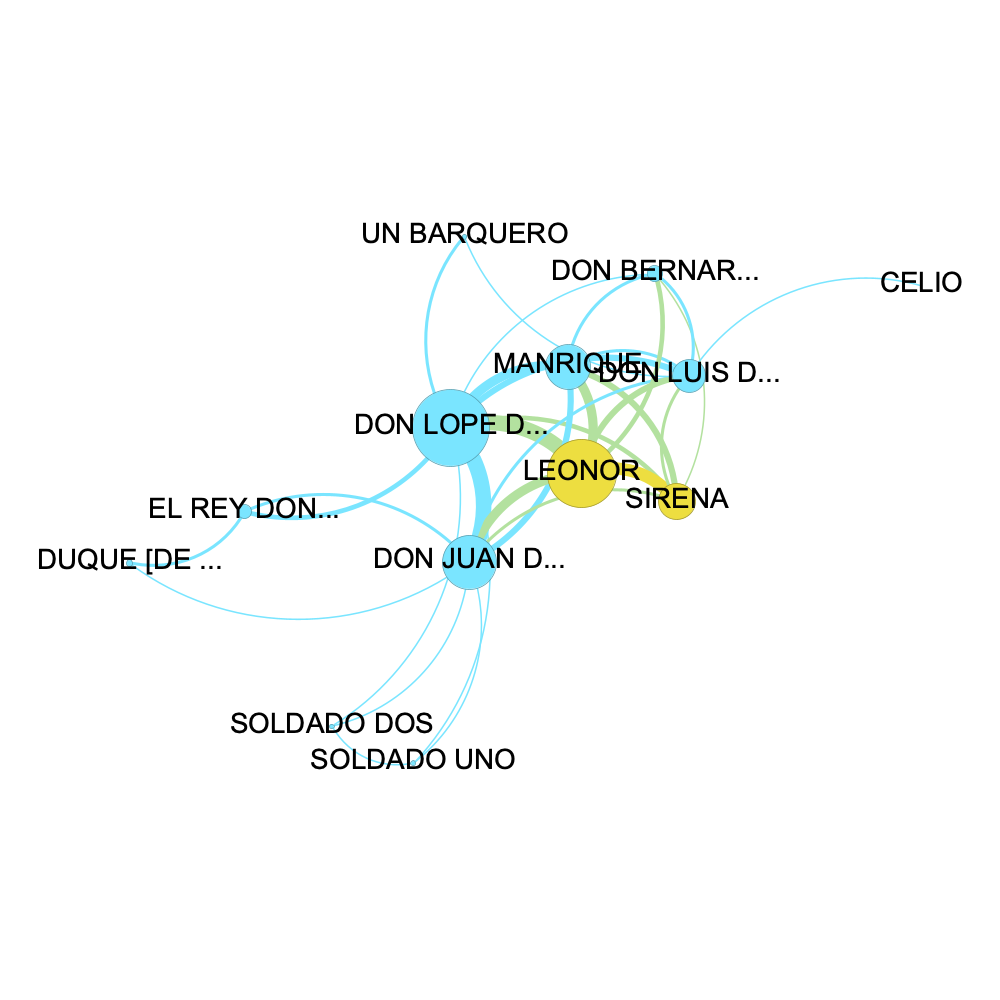 UN BARQUERO
DON BERNAR...
CELIO
MANRIQUE
DON LUIS D...
DON LOPE D...
LEONOR
SIRENA
EL REY DON...
DUQUE [DE ...
DON JUAN D...
SOLDADO DOS
SOLDADO UNO